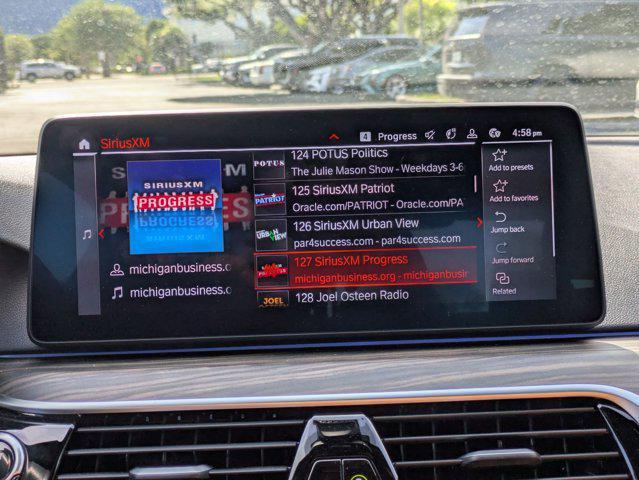 SiriusXM
4 Progress 4:58 pm
SIRIUSXM
PROGRESS
michiganbusiness.o
michiganbusiness.c
POTUS
124 POTUS Politics
The Julie Mason Show - Weekdays 3-6
PATRIOT
125 SiriusXM Patriot
Oracle.com/PATRIOT - Oracle.com/PA
URBAN VIEW
126 SiriusXM Urban View
par4success.com - par4success.com
PROGRESS
127 SiriusXM Progress
michiganbusiness.org - michiganbusir
JOEL
128 Joel Osteen Radio
Add to presets
Add to favorites
Jump back
Jump forward
Related